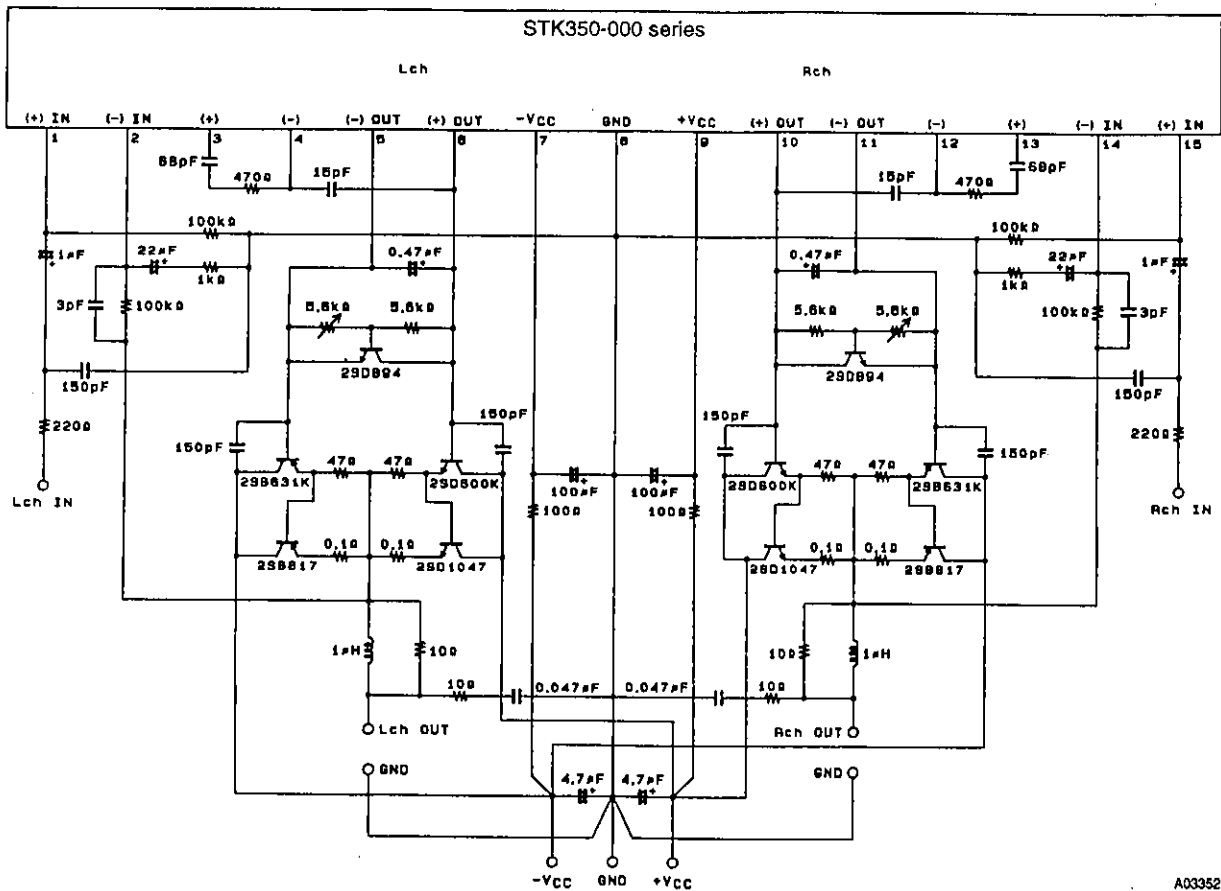 STK350-000 series
Lch Rch
(+) IN (-) IN (+) (-) (-) OUT (+) OUT -VCC GND +VCC (+) OUT (-) OUT (-) (+) (-) IN (+) IN
1 2 3 4 5 6 7 8 9 10 11 12 13 14 15
68pF 470Ω 15pF 15pF 470Ω 68pF
100kΩ 100kΩ
1µF + 22µF + 1kΩ 0.47µF + 0.47µF + 1kΩ 22µF + 1µF +
3pF 100kΩ 5.6kΩ 5.6kΩ 5.6kΩ 5.6kΩ 100kΩ 3pF
2SD894 2SD894
150pF 150pF
220Ω 150pF 150pF 150pF 150pF 220Ω
47Ω 47Ω 47Ω 47Ω
2SB631K 2SD600K 100µF + 100µF + 2SD600K 2SB631K
Lch IN 100Ω 100Ω Rch IN
0.1Ω 0.1Ω 0.1Ω 0.1Ω
2SB817 2SD1047 2SD1047 2SB817
1µH 10Ω 10Ω 1µH
10Ω 0.047µF 0.047µF 10Ω
Lch OUT Rch OUT
GND 4.7µF + 4.7µF + GND
-VCC GND +VCC
A03352